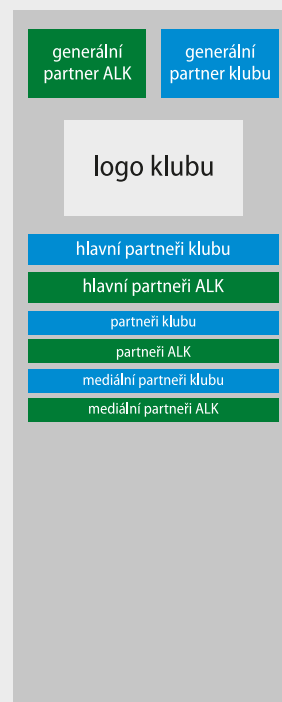 generální
partner ALK
generální
partner klubu
logo klubu
hlavní partneři klubu
hlavní partneři ALK
partneři klubu
partneři ALK
mediální partneři klubu
mediální partneři ALK